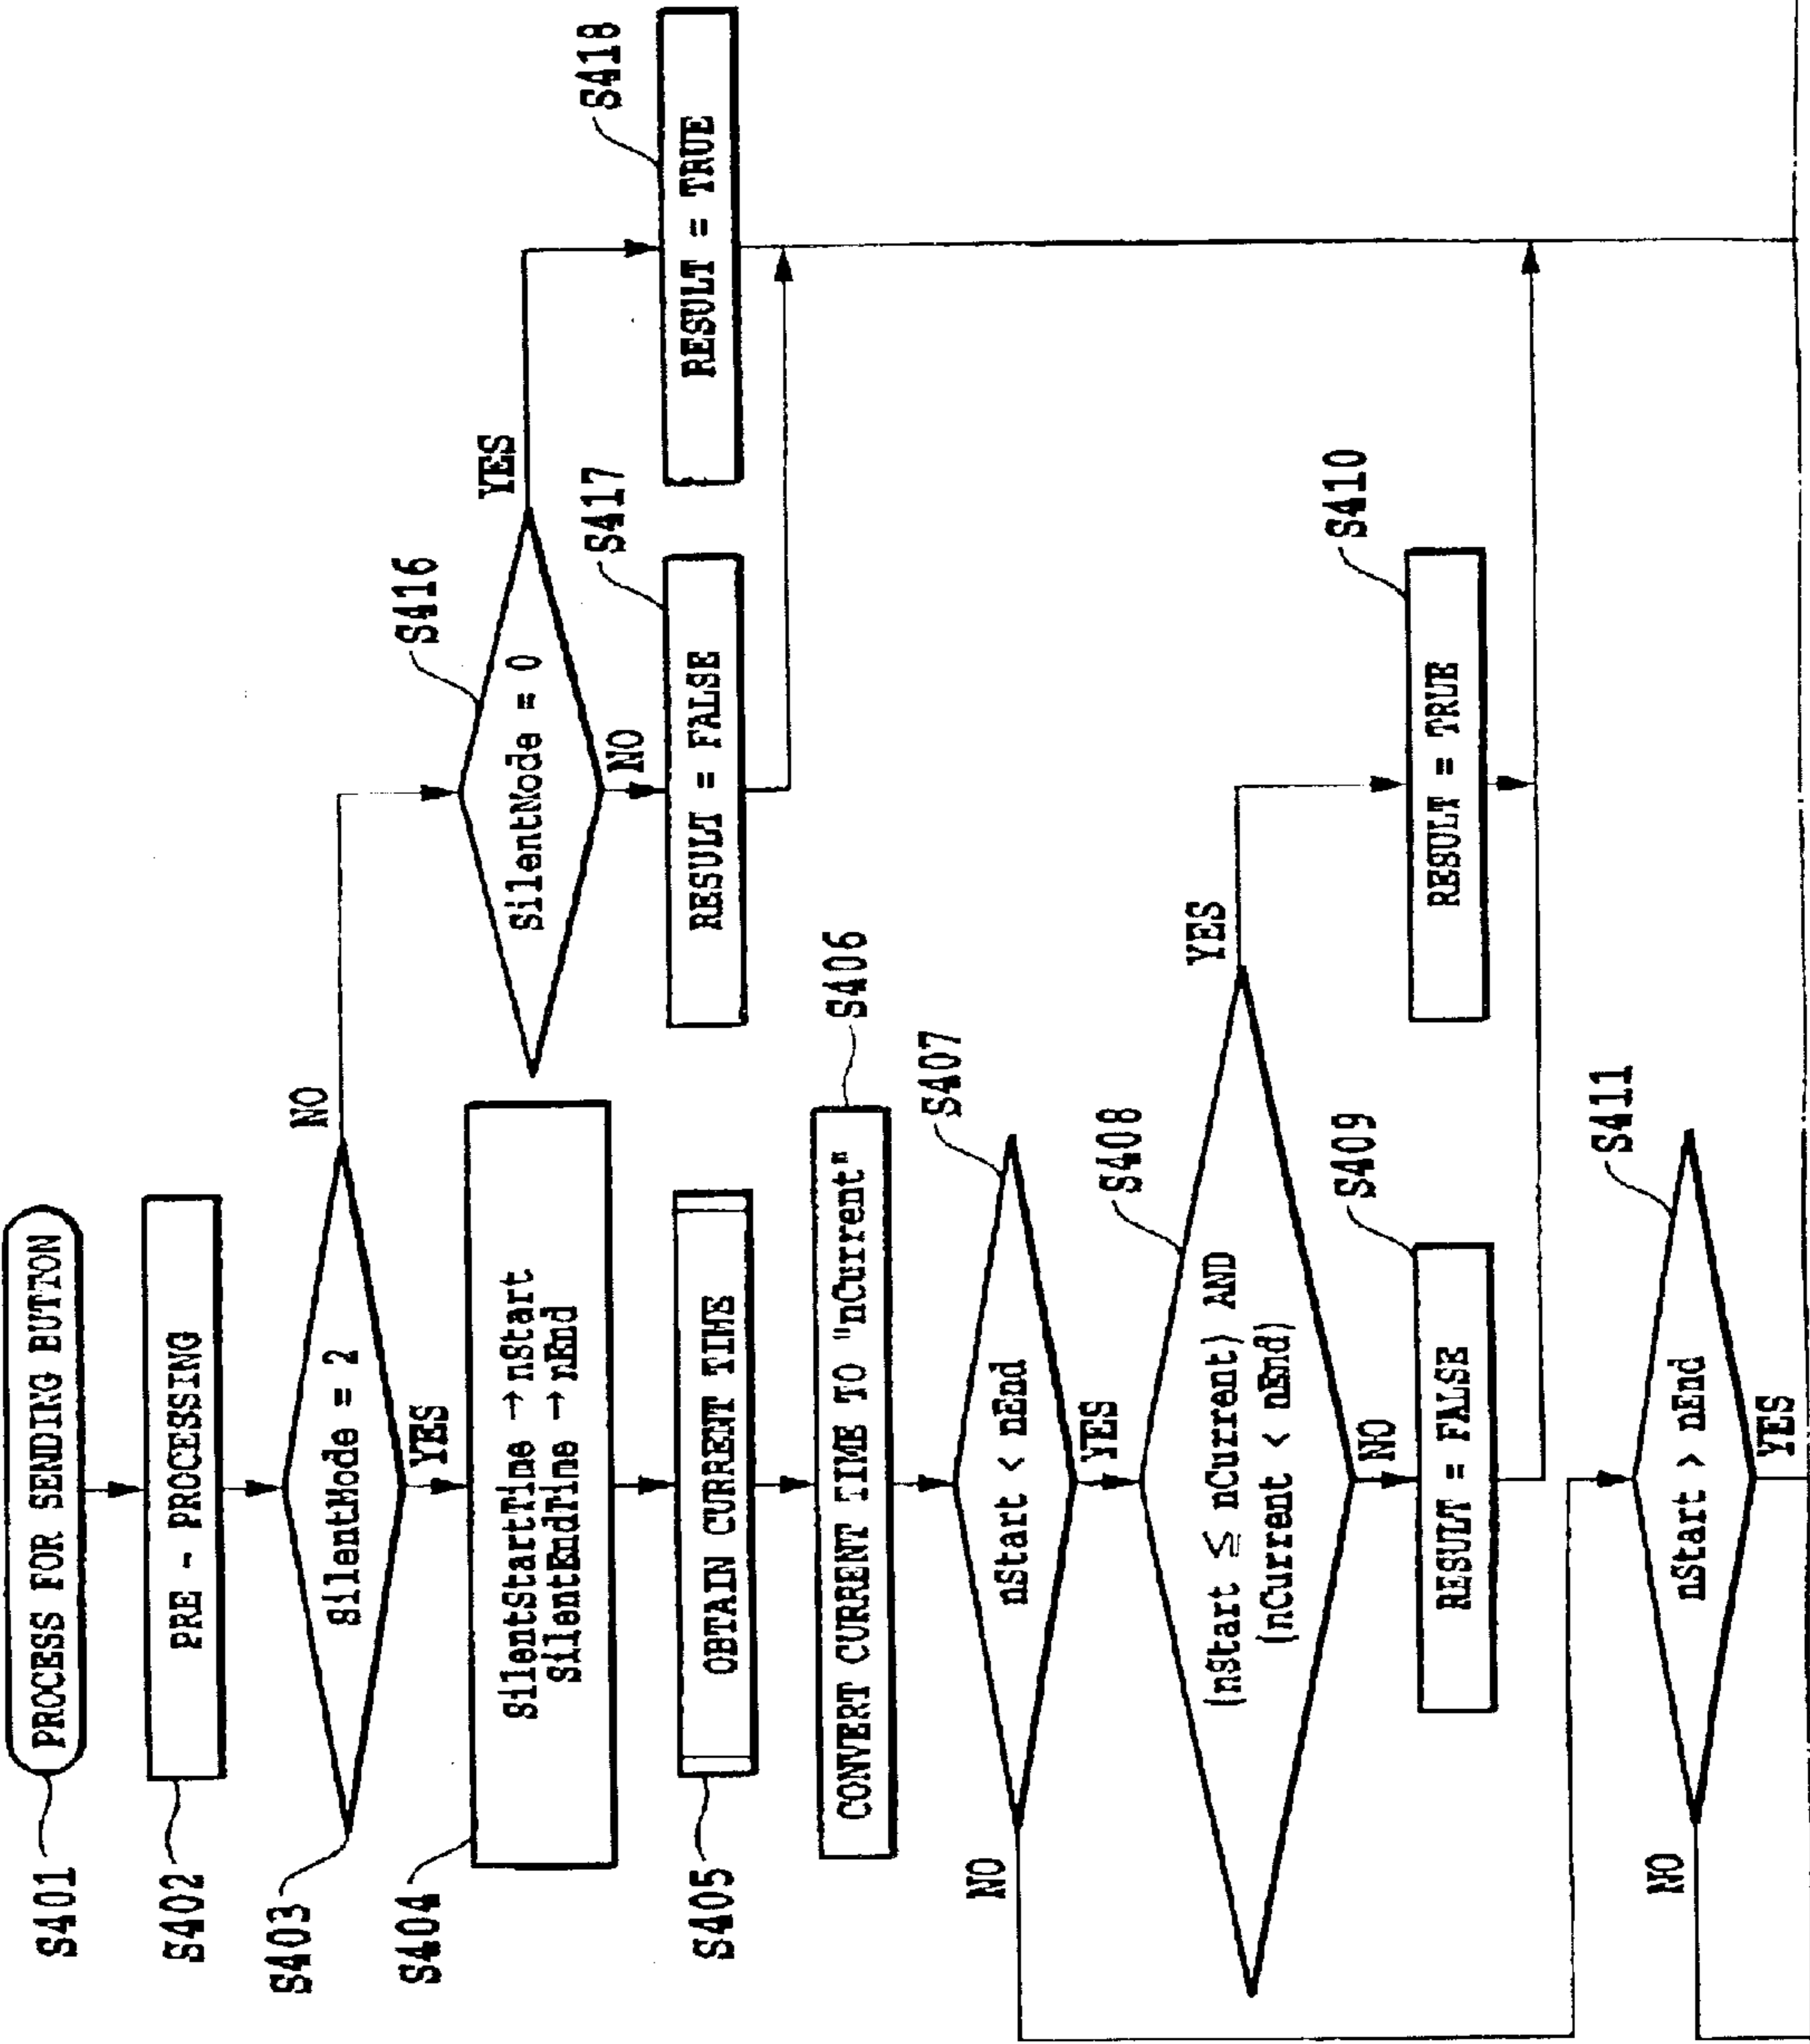 S401
PROCESS FOR SENDING BUTTON
S402
PRE - PROCESSING
S403
SilentMode = 2
NO
YES
S404
SilentStartTime → nStart
SilentEndTime → nEnd
S405
OBTAIN CURRENT TIME
CONVERT CURRENT TIME TO "nCurrent"
S406
S407
nStart < nEnd
NO
YES
S408
(nStart ≦ nCurrent) AND
(nCurrent < nEnd)
YES
NO
S409
RESULT = FALSE
S410
RESULT = TRUE
S411
nStart > nEnd
NO
YES
S416
SilentMode = 0
YES
NO
S417
RESULT = FALSE
S418
RESULT = TRUE